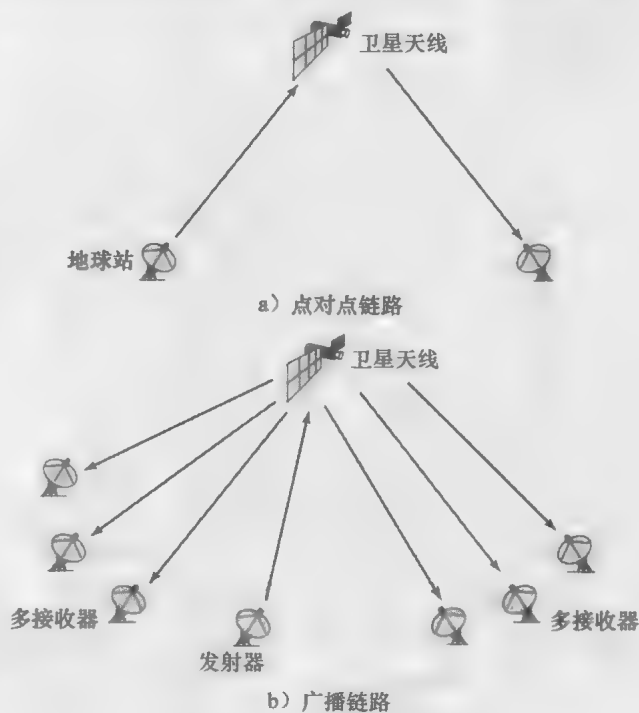 卫星天线
地球站
a）点对点链路
卫星天线
多接收器
多接收器
发射器
b）广播链路